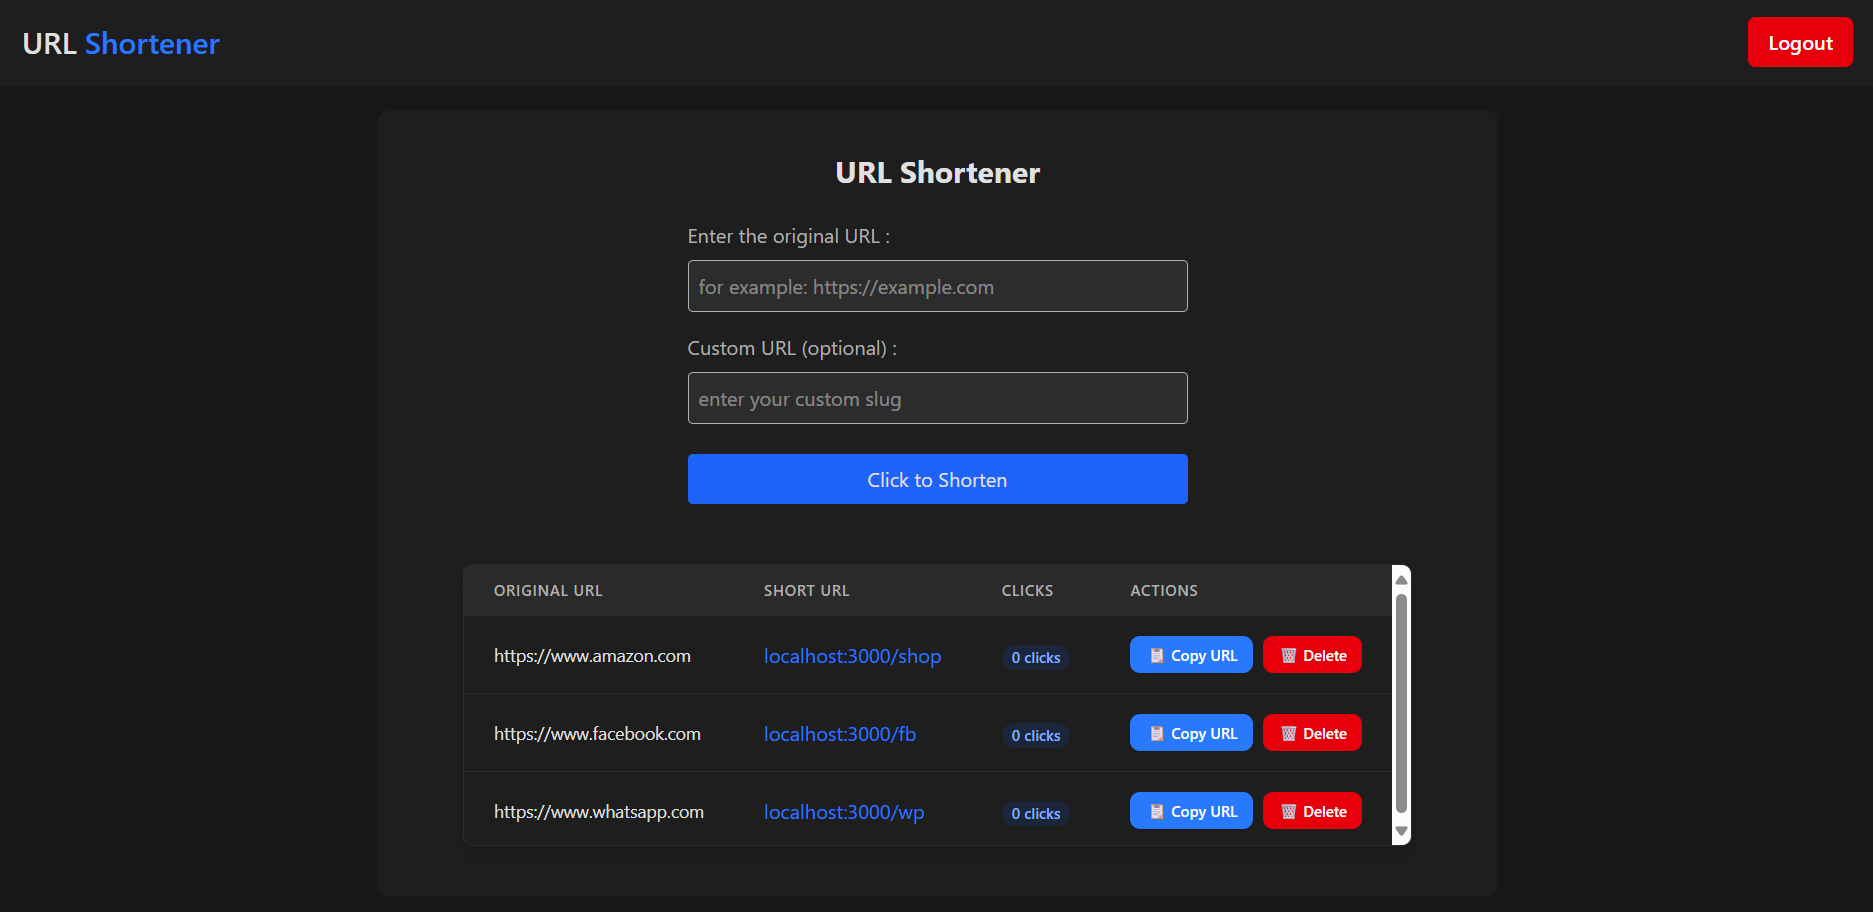 URL Shortener
Logout
URL Shortener
Enter the original URL :
for example: https://example.com
Custom URL (optional) :
enter your custom slug
Click to Shorten
ORIGINAL URL SHORT URL CLICKS ACTIONS
https://www.amazon.com localhost:3000/shop 0 clicks Copy URL Delete
https://www.facebook.com localhost:3000/fb 0 clicks Copy URL Delete
https://www.whatsapp.com localhost:3000/wp 0 clicks Copy URL Delete